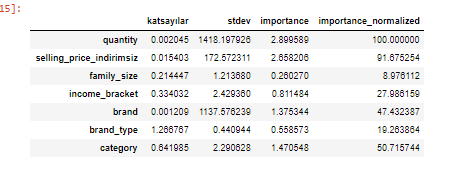 15]:
katsayılar stdev importance importance_normalized
quantity 0.002045 1418.197926 2.899589 100.000000
selling_price_indirimsiz 0.015403 172.572311 2.658206 91.675254
family_size 0.214447 1.213680 0.260270 8.976112
income_bracket 0.334032 2.429360 0.811484 27.986159
brand 0.001209 1137.576239 1.375344 47.432387
brand_type 1.266767 0.440944 0.558573 19.263864
category 0.641985 2.290628 1.470548 50.715744